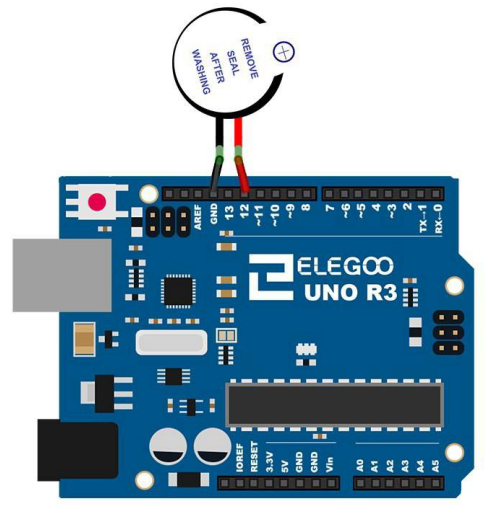 REMOVE
SEAL
AFTER
WASHING
AREF
GND
13
12
~11
~10
~9
8
7
~6
~5
4
~3
2
TX→1
RX←0
ELEGOO
UNO R3
IOREF
RESET
3.3V
5V
GND
GND
Vin
A0
A1
A2
A3
A4
A5